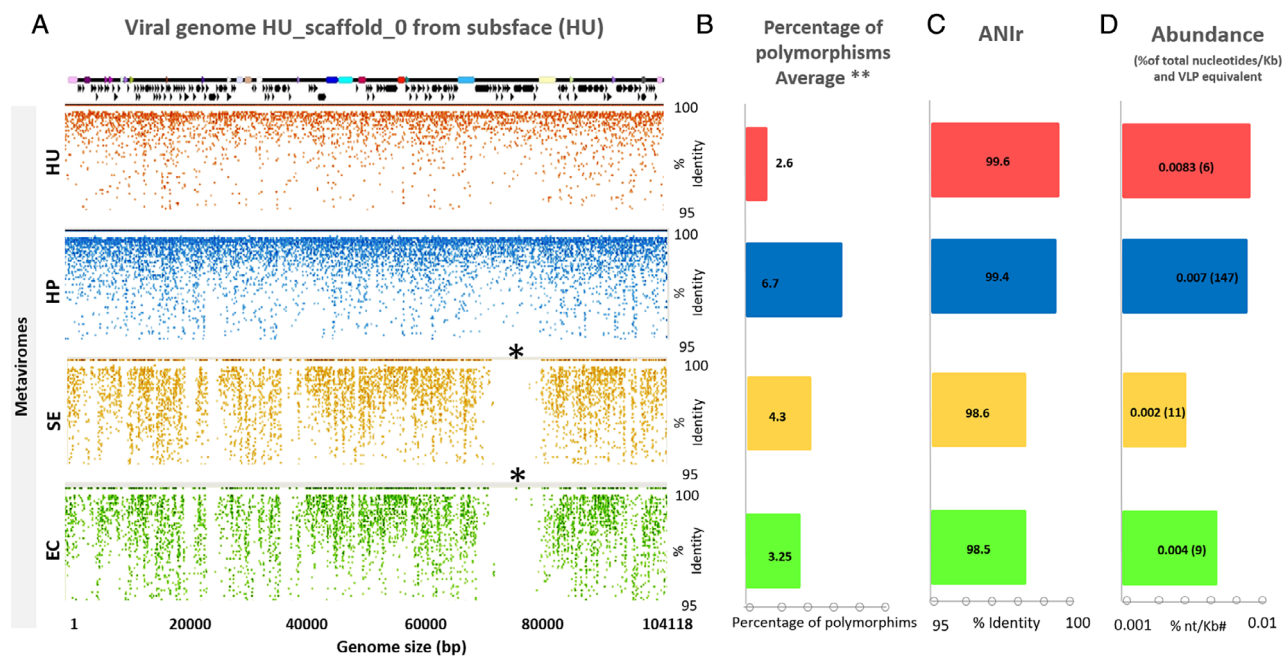 A
Viral genome HU_scaffold_0 from subsface (HU)
B
Percentage of
polymorphisms
Average **
C
ANIr
D
Abundance
(%of total nucleotides/Kb)
and VLP equivalent
Metaviromes
HU
100
%
Identity
95
2.6
99.6
0.0083 (6)
HP
100
%
Identity
95
6.7
99.4
0.007 (147)
*
SE
100
%
Identity
95
4.3
98.6
0.002 (11)
*
EC
100
%
Identity
95
3.25
98.5
0.004 (9)
1 20000 40000 60000 80000 104118
Genome size (bp)
Percentage of polymorphims
95 % Identity 100
0.001 % nt/Kb# 0.01